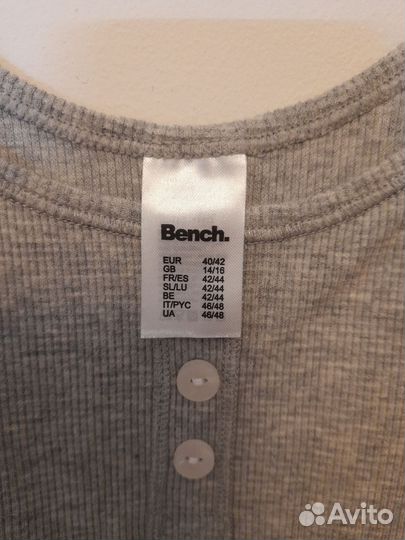 Bench.
EUR 40/42
GB 14/16
FR/ES 42/44
SL/LU 42/44
BE 42/44
IT/РУС 46/48
UA 46/48
Avito